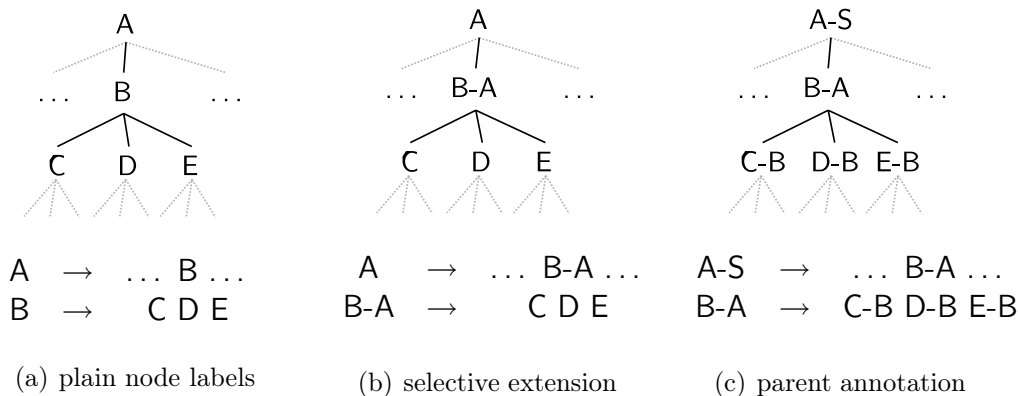 A A A-S
... B ... ... B-A ... ... B-A ...
C D E C D E C-B D-B E-B
A → ... B ... A → ... B-A ... A-S → ... B-A ...
B → C D E B-A → C D E B-A → C-B D-B E-B
(a) plain node labels (b) selective extension (c) parent annotation